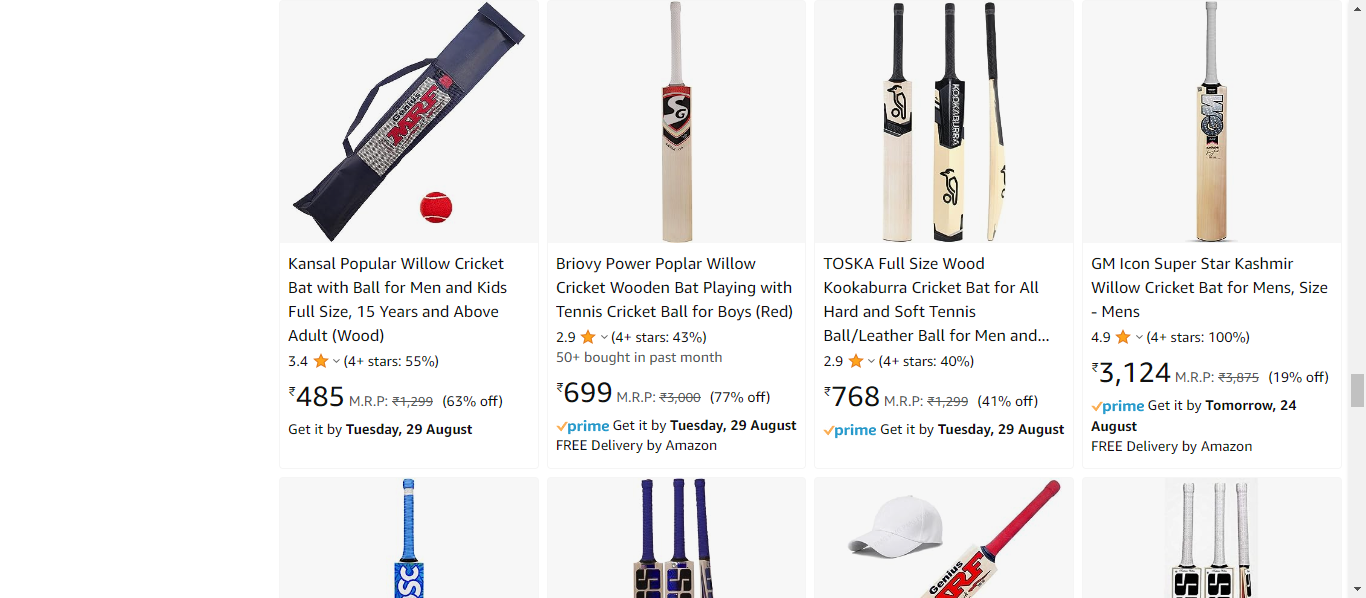 Genius
MRF
SG
KOOKABURRA
GM
Kansal Popular Willow Cricket
Bat with Ball for Men and Kids
Full Size, 15 Years and Above
Adult (Wood)
3.4 (4+ stars: 55%)
₹485 M.R.P: ₹1,299 (63% off)
Get it by Tuesday, 29 August
Briovy Power Poplar Willow
Cricket Wooden Bat Playing with
Tennis Cricket Ball for Boys (Red)
2.9 (4+ stars: 43%)
50+ bought in past month
₹699 M.R.P: ₹3,000 (77% off)
prime Get it by Tuesday, 29 August
FREE Delivery by Amazon
TOSKA Full Size Wood
Kookaburra Cricket Bat for All
Hard and Soft Tennis
Ball/Leather Ball for Men and...
2.9 (4+ stars: 40%)
₹768 M.R.P: ₹1,299 (41% off)
prime Get it by Tuesday, 29 August
GM Icon Super Star Kashmir
Willow Cricket Bat for Mens, Size
- Mens
4.9 (4+ stars: 100%)
₹3,124 M.R.P: ₹3,875 (19% off)
prime Get it by Tomorrow, 24
August
FREE Delivery by Amazon
SC
SS
SS
Genius
MRF
SS
SS